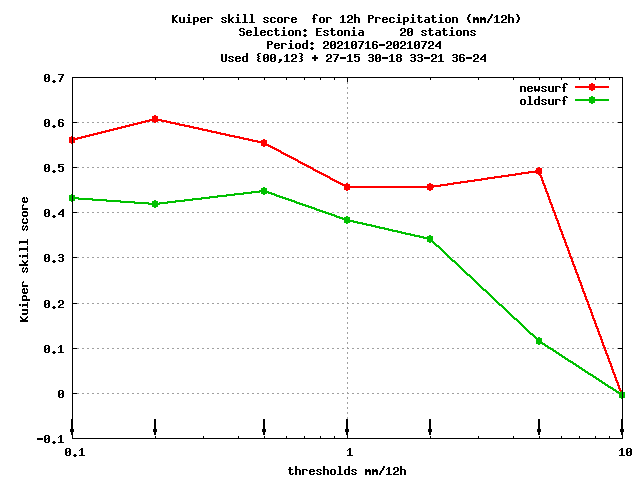 Kuiper skill score  for 12h Precipitation (mm/12h)
Selection: Estonia     20 stations
Period: 20210716-20210724
Used {00,12} + 27-15 30-18 33-21 36-24
newsurf
oldsurf
Kuiper skill score
0.7
0.6
0.5
0.4
0.3
0.2
0.1
0
-0.1
0.1 1 10
thresholds mm/12h